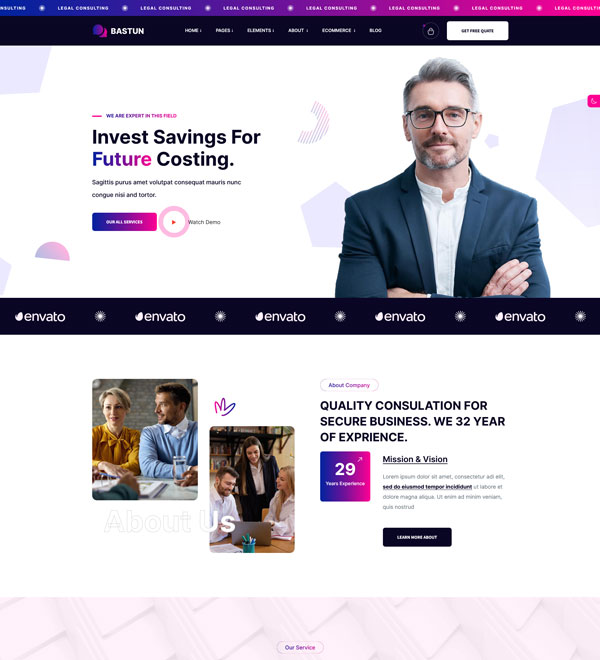 NSULTING LEGAL CONSULTING LEGAL CONSULTING LEGAL CONSULTING LEGAL CONSULTING LEGAL CONSULTING LEGAL CONSULTING LEGAL CONSULTIN
BASTUN HOME PAGES ELEMENTS ABOUT ECOMMERCE BLOG GET FREE QUATE
WE ARE EXPERT IN THIS FIELD
Invest Savings For
Future Costing.
Sagittis purus amet volutpat consequat mauris nunc
congue nisi and tortor.
OUR ALL SERVICES Watch Demo
envato envato envato envato envato
About Us
About Company
QUALITY CONSULATION FOR
SECURE BUSINESS. WE 32 YEAR
OF EXPRIENCE.
29
Years Experience
Mission & Vision
Lorem ipsum dolor sit amet, consectetur adi elit,
sed do eiusmod tempor incididunt ut labore et
dolore magna aliqua. Ut enim ad minim veniam,
quis nostrud
LEARN MORE ABOUT
Our Service